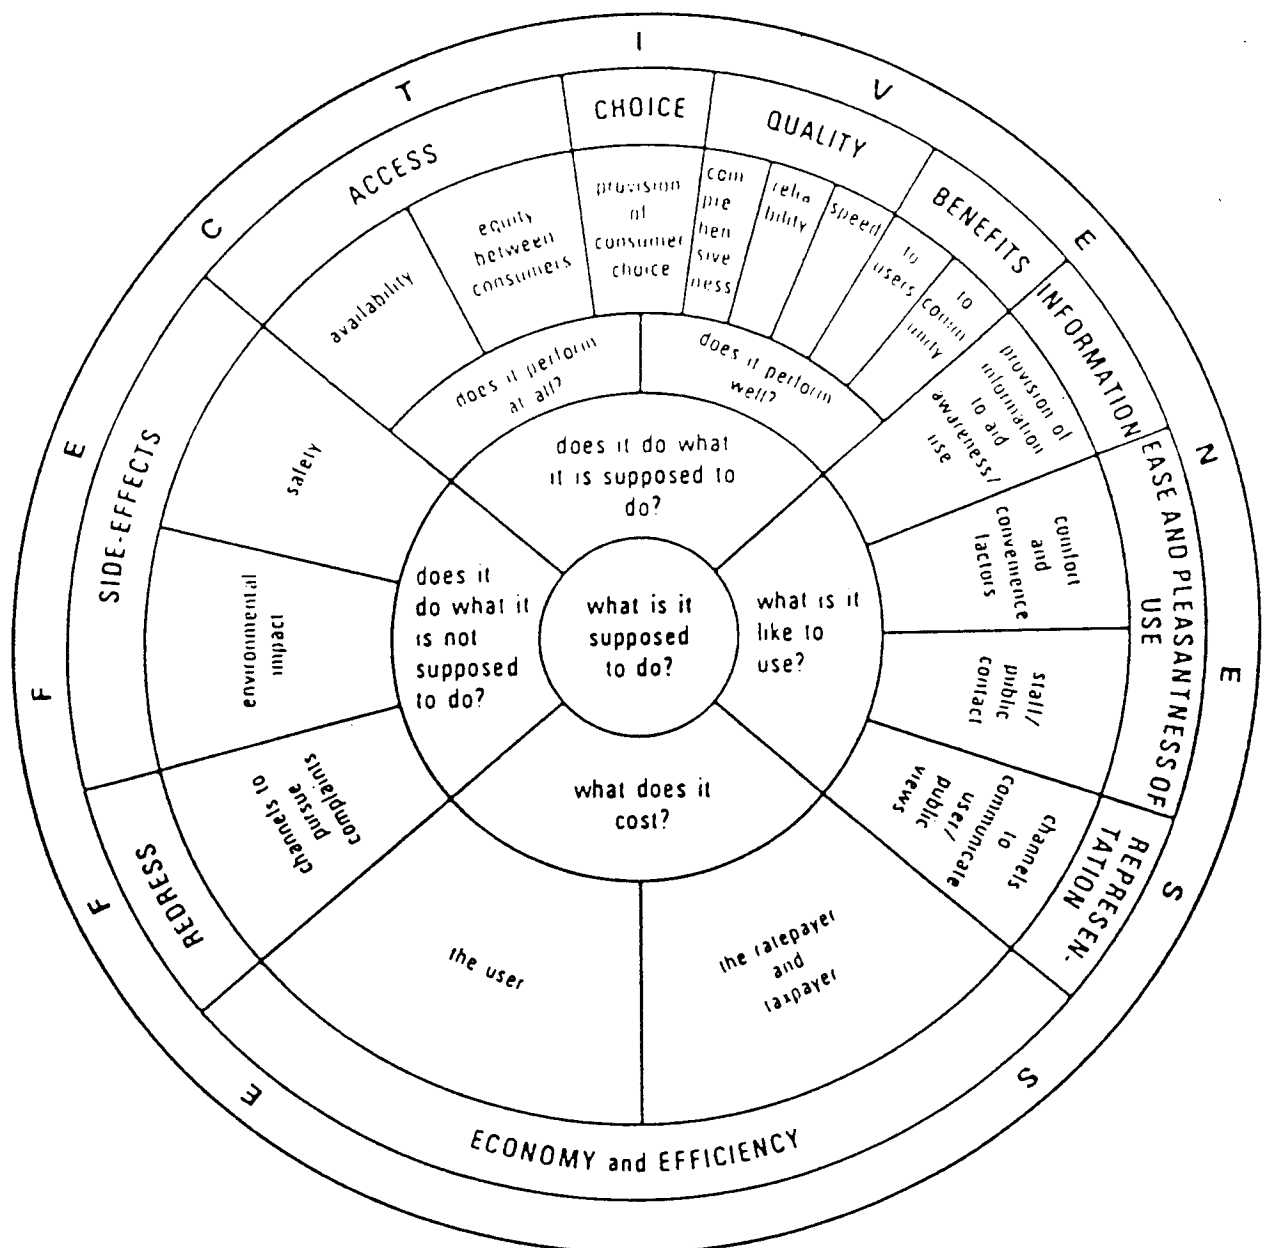 EFFECTIVENESS
ACCESS
CHOICE
QUALITY
BENEFITS
INFORMATION
EASE AND PLEASANTNESS OF
USE
REPRESEN-
TATION
ECONOMY and EFFICIENCY
REDRESS
SIDE-EFFECTS
availability
equity
between
consumers
provision
of
consumer
choice
com
pre
hen
sive
ness
relia
bility
speed
to
users
to
comm
unity
provision of
information
to aid
awareness/
use
comfort
and
convenience
factors
staff/
public
contact
channels
to
communicate
user/
public
views
the ratepayer
and
taxpayer
the user
channels to
pursue
complaints
environmental
impact
safety
does it perform
at all?
does it perform
well?
does it do what
it is supposed to
do?
what is it
like to
use?
what does it
cost?
does it
do what it
is not
supposed
to do?
what is it
supposed
to do?